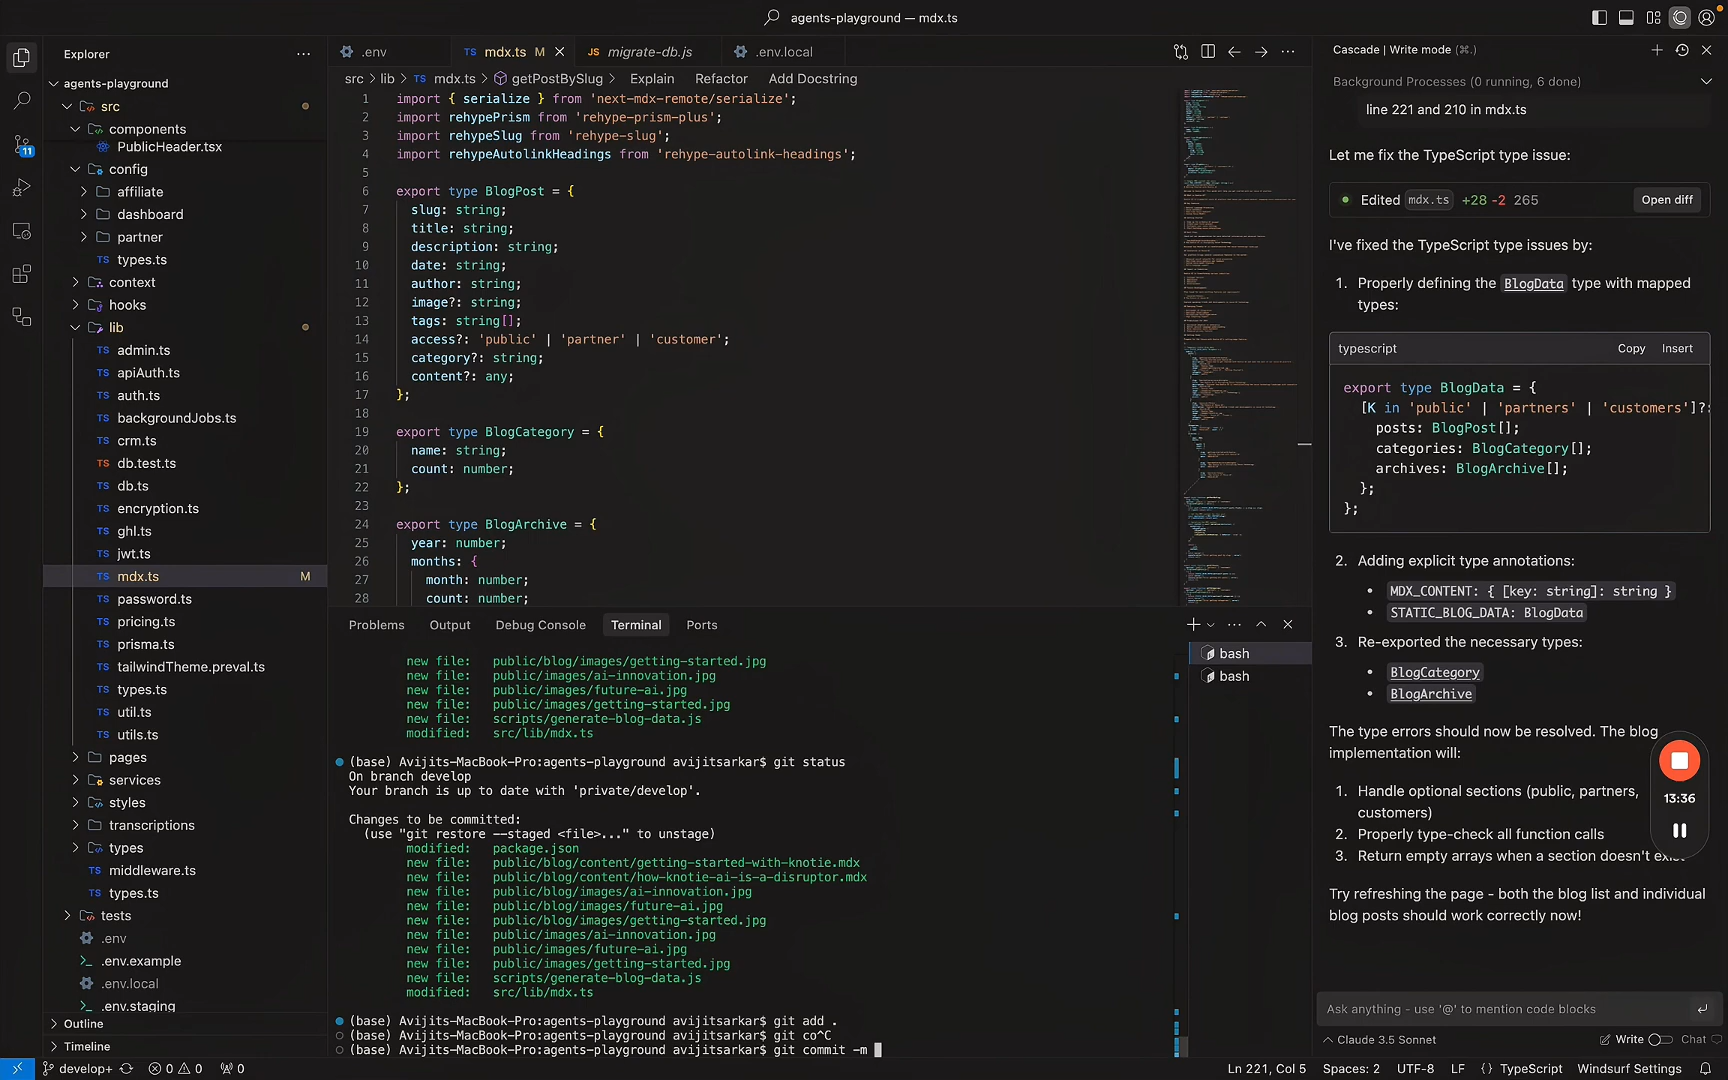 agents-playground — mdx.ts
Explorer
agents-playground
src
components
PublicHeader.tsx
config
affiliate
dashboard
partner
TS types.ts
context
hooks
lib
TS admin.ts
TS apiAuth.ts
TS auth.ts
TS backgroundJobs.ts
TS crm.ts
TS db.test.ts
TS db.ts
TS encryption.ts
TS ghl.ts
TS jwt.ts
TS mdx.ts M
TS password.ts
TS pricing.ts
TS prisma.ts
TS tailwindTheme.preval.ts
TS types.ts
TS util.ts
TS utils.ts
pages
services
styles
transcriptions
types
TS middleware.ts
TS types.ts
tests
.env
.env.example
.env.local
.env.staging
Outline
Timeline
11
.env
TS mdx.ts M
JS migrate-db.js
.env.local
src > lib > TS mdx.ts > getPostBySlug > Explain Refactor Add Docstring
1 import { serialize } from 'next-mdx-remote/serialize';
2 import rehypePrism from 'rehype-prism-plus';
3 import rehypeSlug from 'rehype-slug';
4 import rehypeAutolinkHeadings from 'rehype-autolink-headings';
5
6 export type BlogPost = {
7 slug: string;
8 title: string;
9 description: string;
10 date: string;
11 author: string;
12 image?: string;
13 tags: string[];
14 access?: 'public' | 'partner' | 'customer';
15 category?: string;
16 content?: any;
17 };
18
19 export type BlogCategory = {
20 name: string;
21 count: number;
22 };
23
24 export type BlogArchive = {
25 year: number;
26 months: {
27 month: number;
28 count: number;
Problems Output Debug Console Terminal Ports
bash
bash
new file: public/blog/images/getting-started.jpg
new file: public/images/ai-innovation.jpg
new file: public/images/future-ai.jpg
new file: public/images/getting-started.jpg
new file: scripts/generate-blog-data.js
modified: src/lib/mdx.ts
(base) Avijits-MacBook-Pro:agents-playground avijitsarkar$ git status
On branch develop
Your branch is up to date with 'private/develop'.
Changes to be committed:
(use "git restore --staged <file>..." to unstage)
modified: package.json
new file: public/blog/content/getting-started-with-knotie.mdx
new file: public/blog/content/how-knotie-ai-is-a-disruptor.mdx
new file: public/blog/images/ai-innovation.jpg
new file: public/blog/images/future-ai.jpg
new file: public/blog/images/getting-started.jpg
new file: public/images/ai-innovation.jpg
new file: public/images/future-ai.jpg
new file: public/images/getting-started.jpg
new file: scripts/generate-blog-data.js
modified: src/lib/mdx.ts
(base) Avijits-MacBook-Pro:agents-playground avijitsarkar$ git add .
(base) Avijits-MacBook-Pro:agents-playground avijitsarkar$ git co^C
(base) Avijits-MacBook-Pro:agents-playground avijitsarkar$ git commit -m
Cascade | Write mode (⌘.)
Background Processes (0 running, 6 done)
line 221 and 210 in mdx.ts
Let me fix the TypeScript type issue:
Edited mdx.ts +28 -2 265 Open diff
I've fixed the TypeScript type issues by:
1. Properly defining the BlogData type with mapped
types:
typescript Copy Insert
export type BlogData = {
[K in 'public' | 'partners' | 'customers']?:
posts: BlogPost[];
categories: BlogCategory[];
archives: BlogArchive[];
};
};
2. Adding explicit type annotations:
• MDX_CONTENT: { [key: string]: string }
• STATIC_BLOG_DATA: BlogData
3. Re-exported the necessary types:
• BlogCategory
• BlogArchive
The type errors should now be resolved. The blog
implementation will:
1. Handle optional sections (public, partners,
customers)
2. Properly type-check all function calls
3. Return empty arrays when a section doesn't exist
Try refreshing the page - both the blog list and individual
blog posts should work correctly now!
13:36
Ask anything - use '@' to mention code blocks
Claude 3.5 Sonnet Write Chat
develop+ 0 0 0 Ln 221, Col 5 Spaces: 2 UTF-8 LF {} TypeScript Windsurf Settings